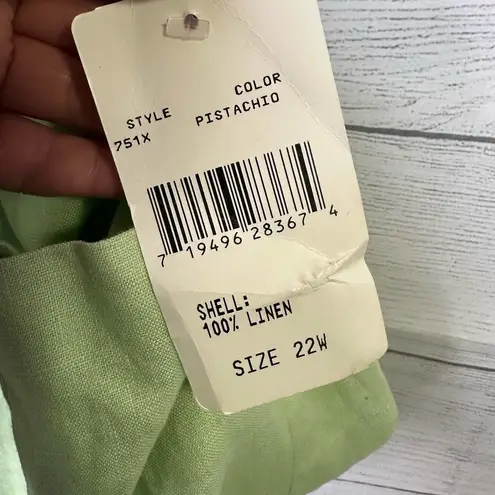 STYLE COLOR
751X PISTACHIO
7 19496 28367 4
SHELL:
100% LINEN
SIZE 22W